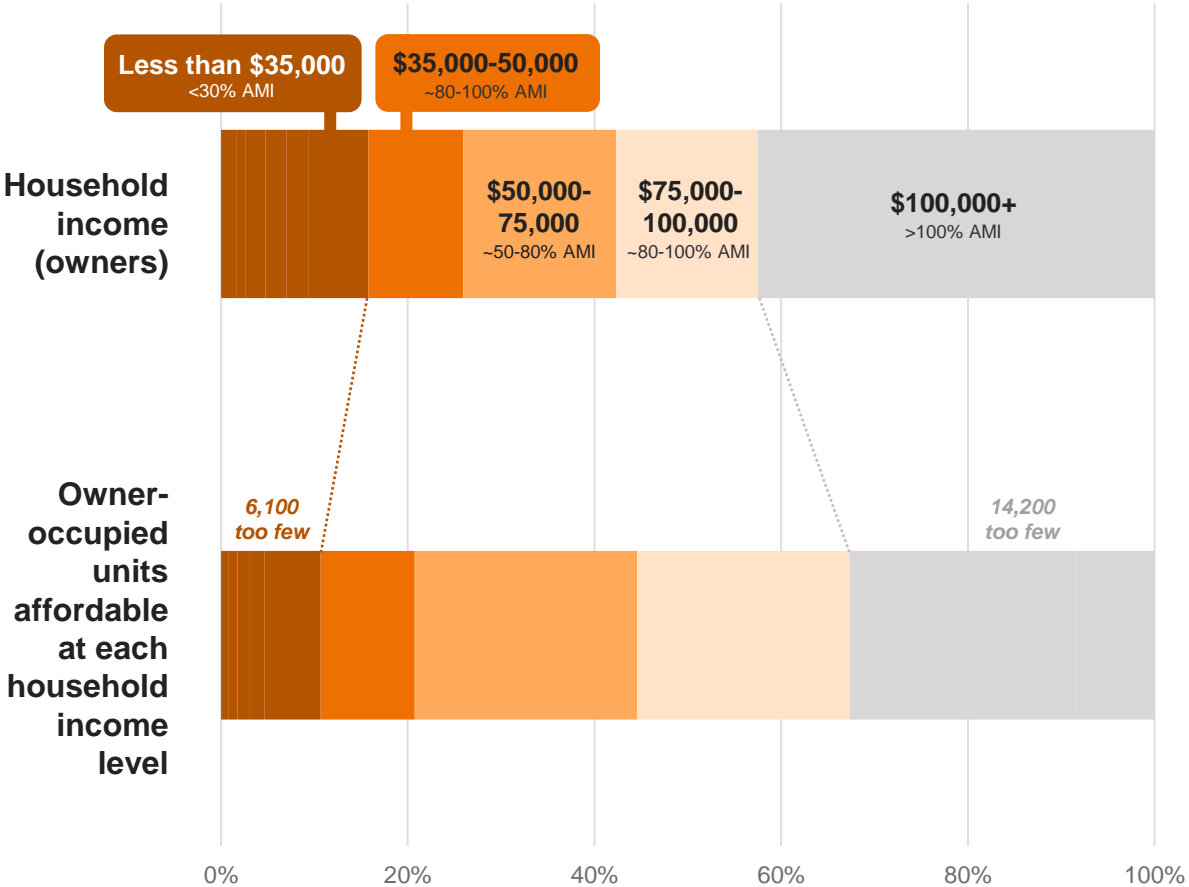 Less than $35,000
<30% AMI
$35,000-50,000
~80-100% AMI
Household
income
(owners)
$50,000-
75,000
~50-80% AMI
$75,000-
100,000
~80-100% AMI
$100,000+
>100% AMI
Owner-
occupied
units
affordable
at each
household
income
level
6,100
too few
14,200
too few
0%
20%
40%
60%
80%
100%